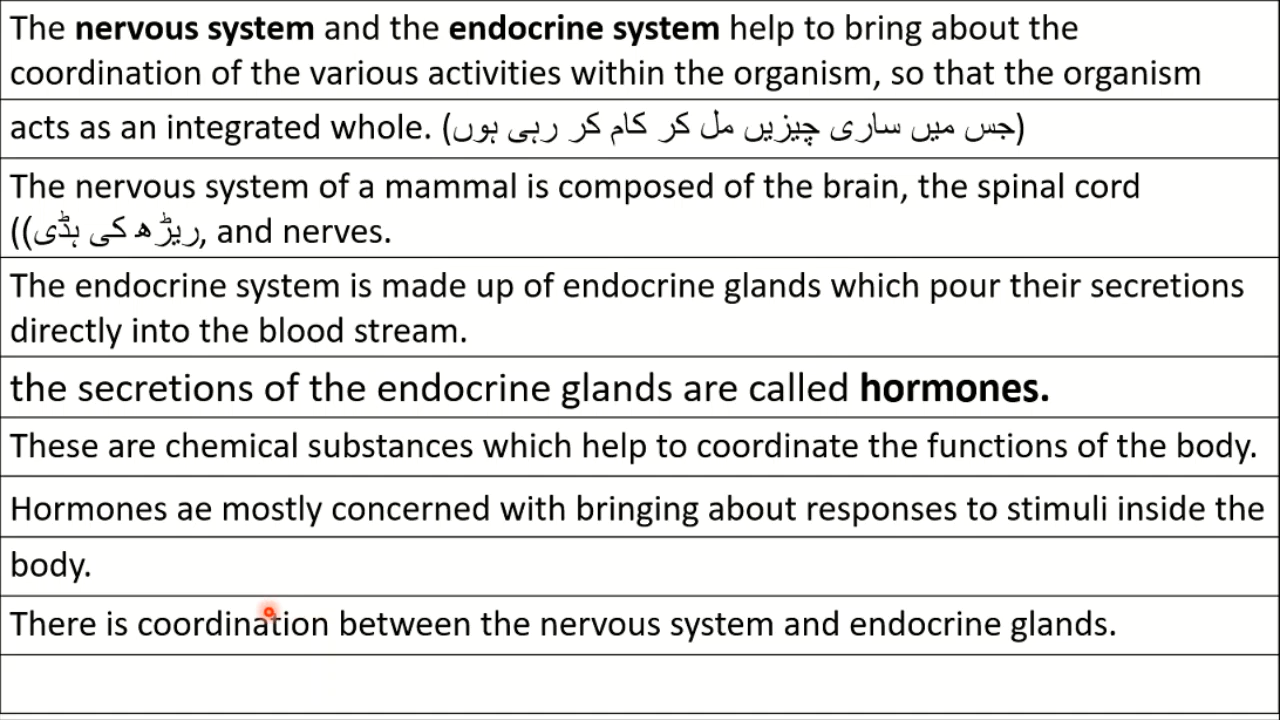 The nervous system and the endocrine system help to bring about the
coordination of the various activities within the organism, so that the organism
acts as an integrated whole. (جس میں ساری چیزیں مل کر کام کر رہی ہوں)
The nervous system of a mammal is composed of the brain, the spinal cord
((ریڑھ کی ہڈی, and nerves.
The endocrine system is made up of endocrine glands which pour their secretions
directly into the blood stream.
the secretions of the endocrine glands are called hormones.
These are chemical substances which help to coordinate the functions of the body.
Hormones ae mostly concerned with bringing about responses to stimuli inside the
body.
There is coordination between the nervous system and endocrine glands.